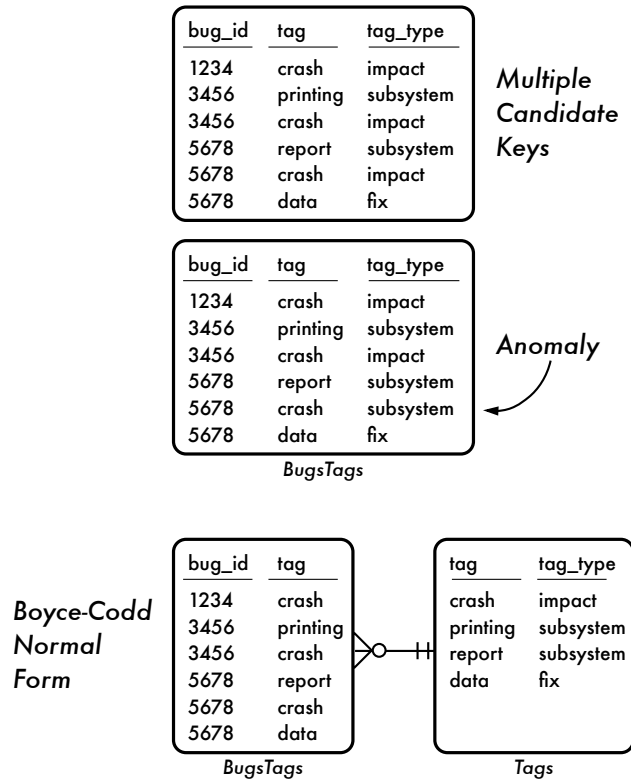 bug_id tag tag_type
1234 crash impact
3456 printing subsystem
3456 crash impact
5678 report subsystem
5678 crash impact
5678 data fix
Multiple
Candidate
Keys
bug_id tag tag_type
1234 crash impact
3456 printing subsystem
3456 crash impact
5678 report subsystem
5678 crash subsystem
5678 data fix
Anomaly
BugsTags
Boyce-Codd
Normal
Form
bug_id tag
1234 crash
3456 printing
3456 crash
5678 report
5678 crash
5678 data
BugsTags
tag tag_type
crash impact
printing subsystem
report subsystem
data fix
Tags